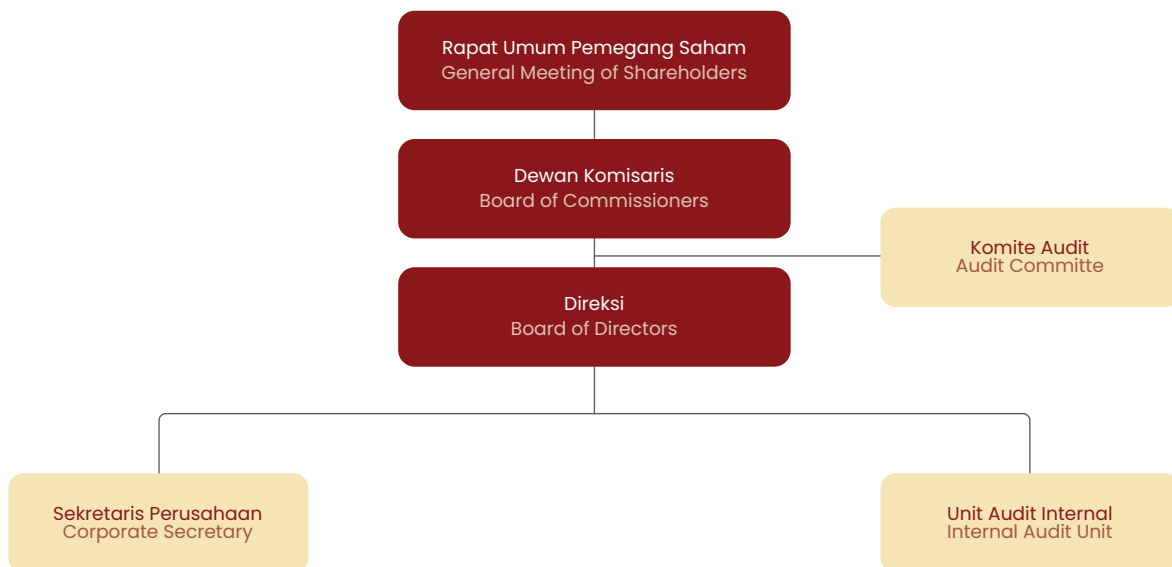 Rapat Umum Pemegang Saham
General Meeting of Shareholders
Dewan Komisaris
Board of Commissioners
Komite Audit
Audit Committe
Direksi
Board of Directors
Sekretaris Perusahaan
Corporate Secretary
Unit Audit Internal
Internal Audit Unit